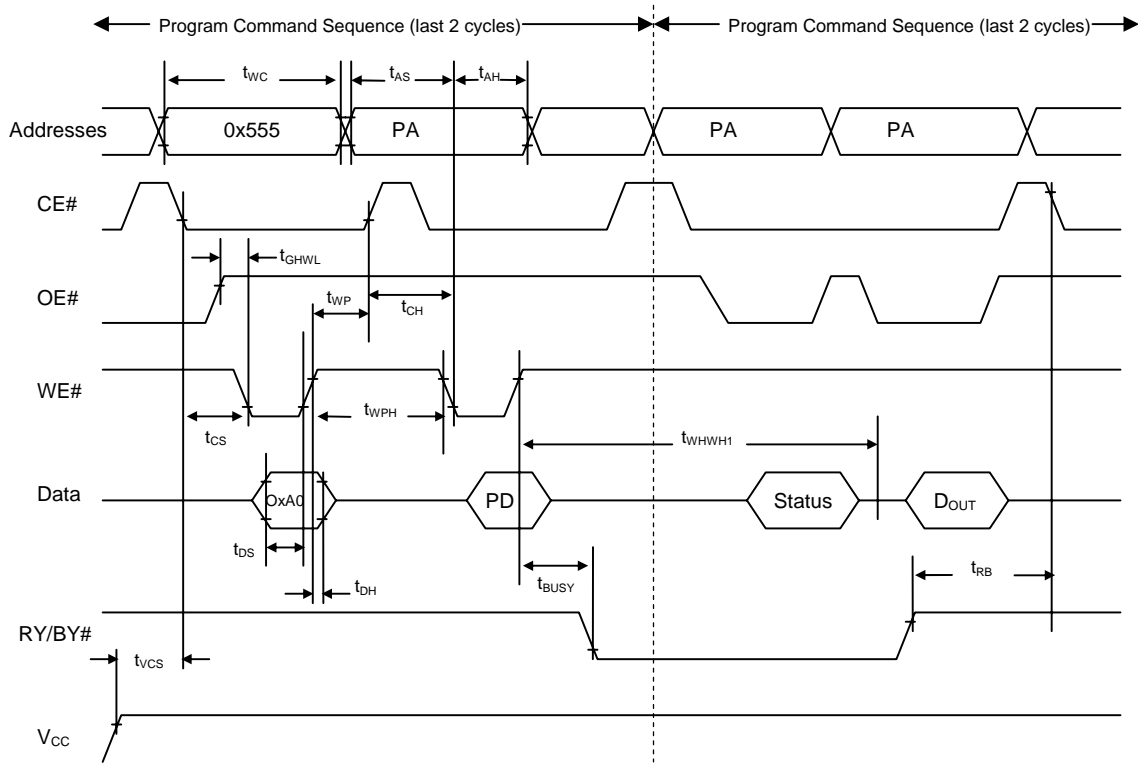 Program Command Sequence (last 2 cycles) Program Command Sequence (last 2 cycles)
tWC tAS tAH
Addresses 0x555 PA PA PA
CE#
tGHWL
OE# tWP tCH
WE#
tCS tWPH tWHWH1
Data OxA0 PD Status DOUT
tDS tDH tBUSY tRB
RY/BY#
tVCS
VCC